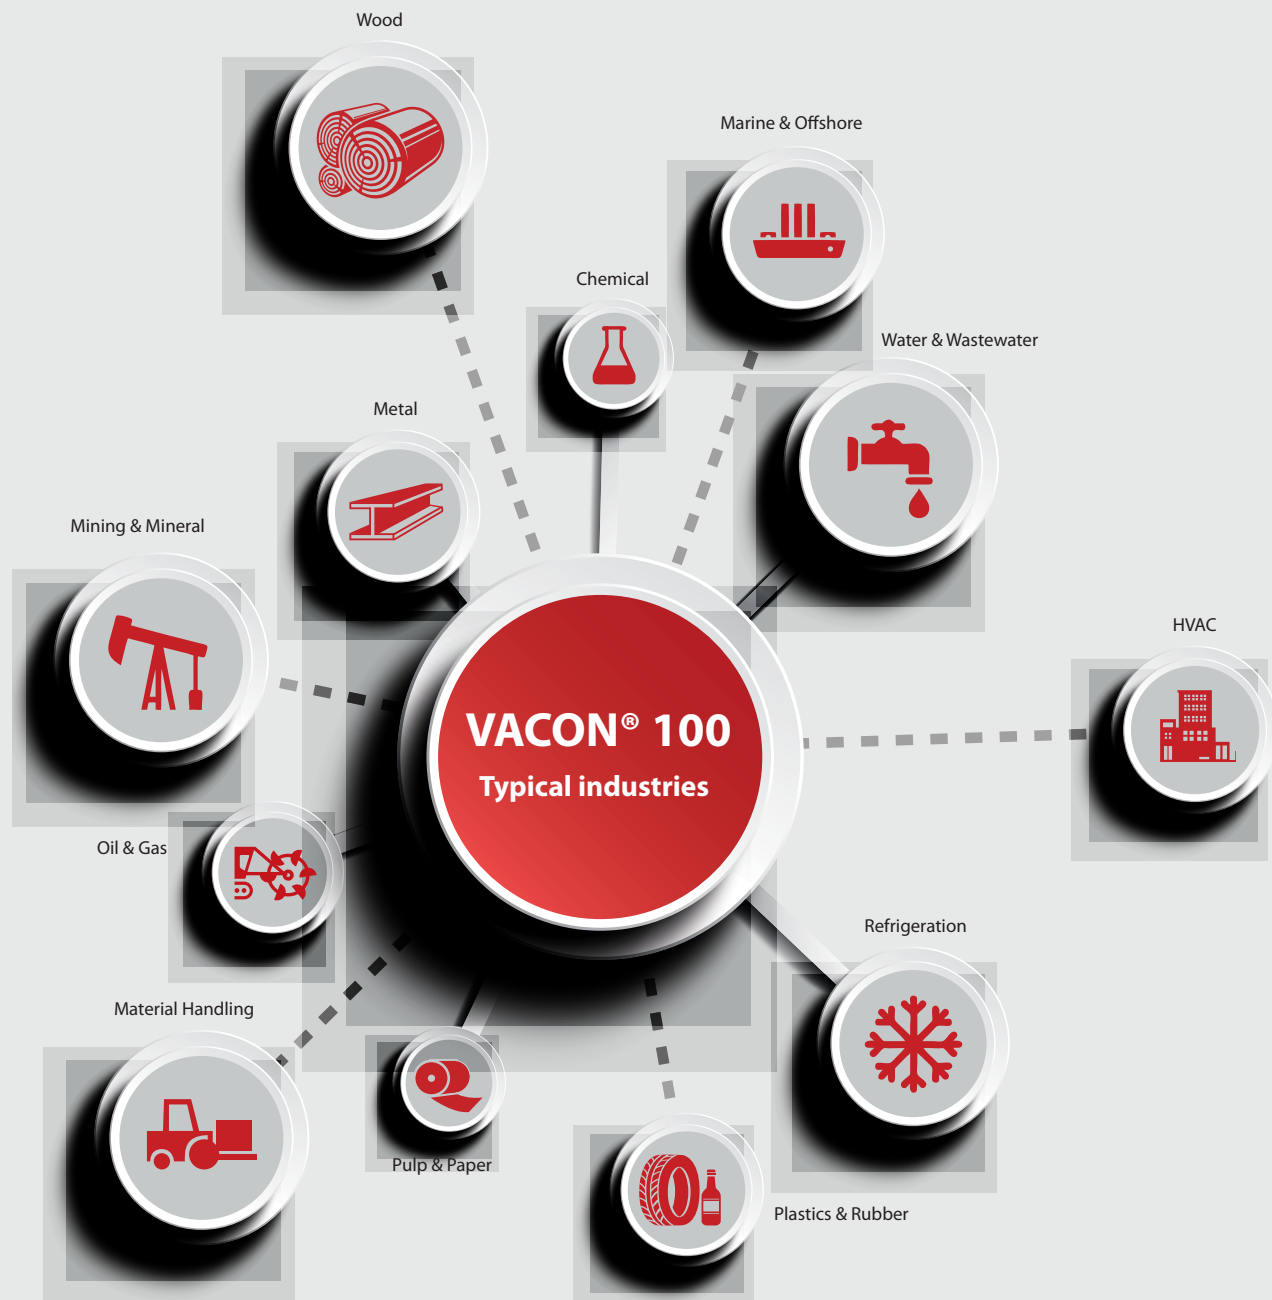 Wood
Marine & Offshore
Chemical
Water & Wastewater
Metal
Mining & Mineral
HVAC
VACON® 100
Typical industries
Oil & Gas
Refrigeration
Material Handling
Pulp & Paper
Plastics & Rubber